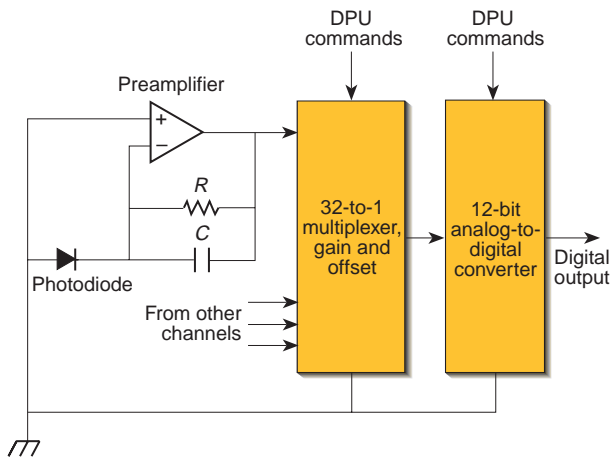 DPU
commands
DPU
commands
Preamplifier
+
−
R
C
Photodiode
From other
channels
32-to-1
multiplexer,
gain and
offset
12-bit
analog-to-
digital
converter
Digital
output